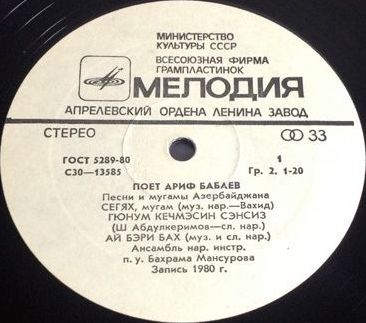 МИНИСТЕРСТВО
КУЛЬТУРЫ СССР
ВСЕСОЮЗНАЯ ФИРМА
ГРАМПЛАСТИНОК
МЕЛОДИЯ
АПРЕЛЕВСКИЙ ОРДЕНА ЛЕНИНА ЗАВОД
СТЕРЕО 33
ГОСТ 5289-80 1
С30—13585 Гр. 2. 1-20
ПОЕТ АРИФ БАБАЕВ
Песни и мугамы Азербайджана
СЕГЯХ, мугам (муз. нар.—Вахид)
ГЮНУМ КЕЧМЭСИН СЭНСИЗ
(Ш Абдулкеримов—сл. нар.)
АЙ БЭРИ БАХ (муз. и сл. нар.)
Ансамбль нар. инстр.
п. у. Бахрама Мансурова
Запись 1980 г.